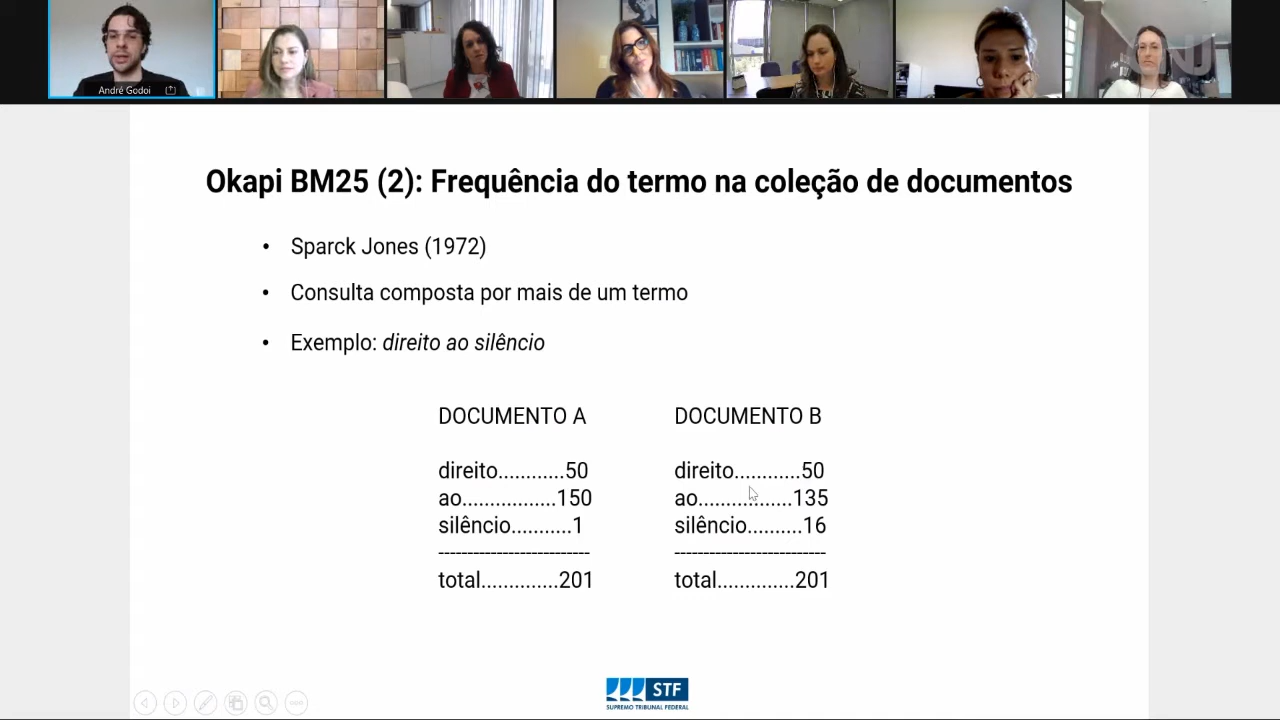 André Godoi
Okapi BM25 (2): Frequência do termo na coleção de documentos
• Sparck Jones (1972)
• Consulta composta por mais de um termo
• Exemplo: direito ao silêncio
DOCUMENTO A
direito............50
ao.................150
silêncio...........1
---------------------------
total..............201
DOCUMENTO B
direito............50
ao.................135
silêncio..........16
---------------------------
total..............201
STF
SUPREMO TRIBUNAL FEDERAL